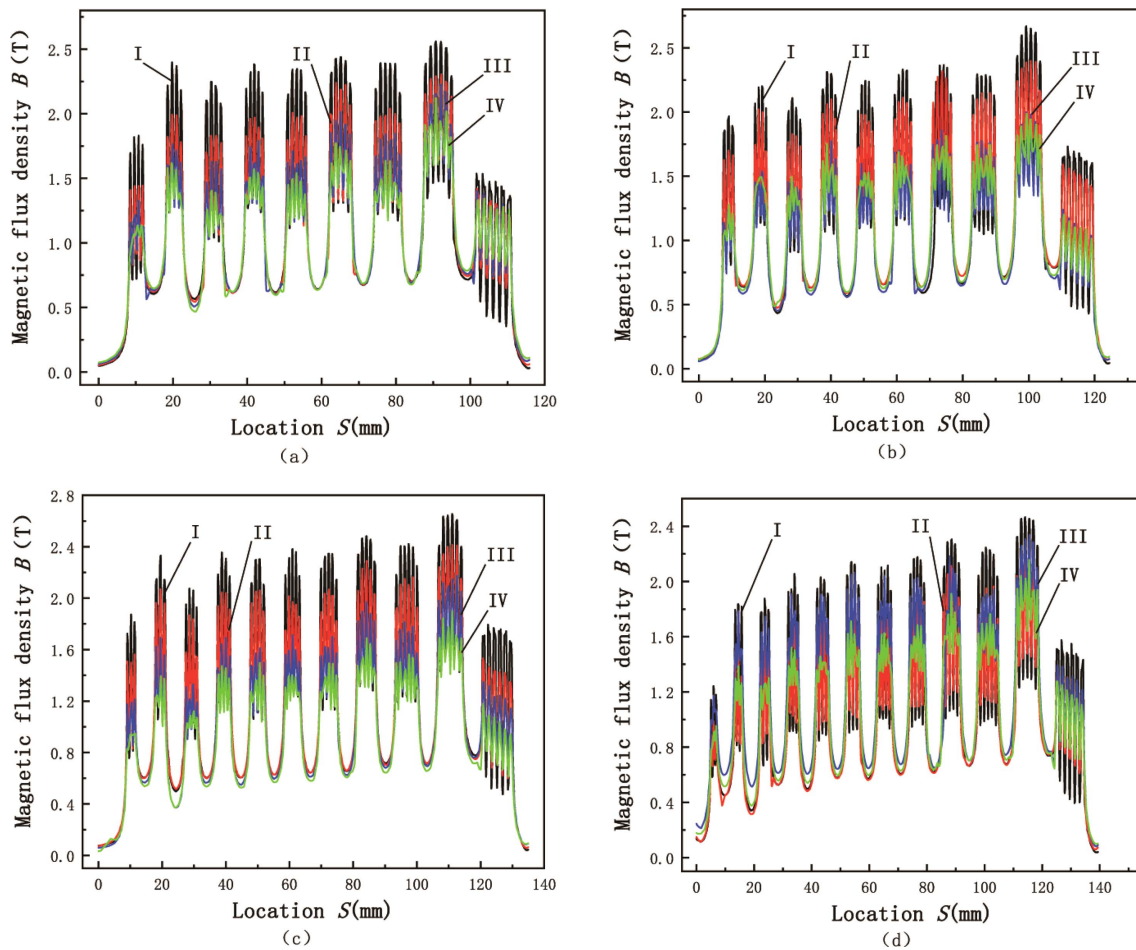 Magnetic flux density B (T)
2.5
2.0
1.5
1.0
0.5
0.0
I
II
III
IV
0 20 40 60 80 100 120
Location S(mm)
(a)
Magnetic flux density B (T)
2.5
2.0
1.5
1.0
0.5
0.0
I
II
III
IV
0 20 40 60 80 100 120
Location S(mm)
(b)
Magnetic flux density B (T)
2.8
2.4
2.0
1.6
1.2
0.8
0.4
0.0
I
II
III
IV
0 20 40 60 80 100 120 140
Location S(mm)
(c)
Magnetic flux density B (T)
2.4
2.0
1.6
1.2
0.8
0.4
0.0
I
II
III
IV
0 20 40 60 80 100 120 140
Location S(mm)
(d)